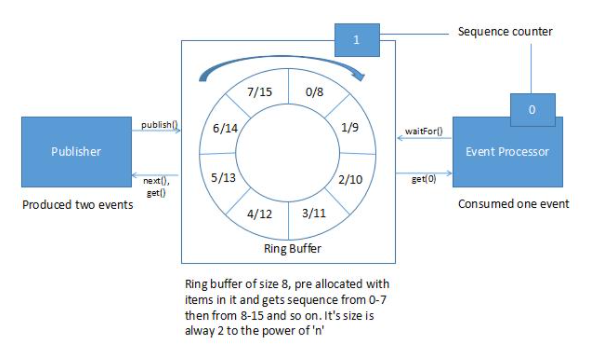 1
Sequence counter
7/15
0/8
0
publish()
6/14
1/9
waitFor()
Publisher
Event Processor
next(),
get()
5/13
2/10
get(0)
Produced two events
4/12
3/11
Consumed one event
Ring Buffer
Ring buffer of size 8, pre allocated with
items in it and gets sequence from 0-7
then from 8-15 and so on. It's size is
alway 2 to the power of 'n'